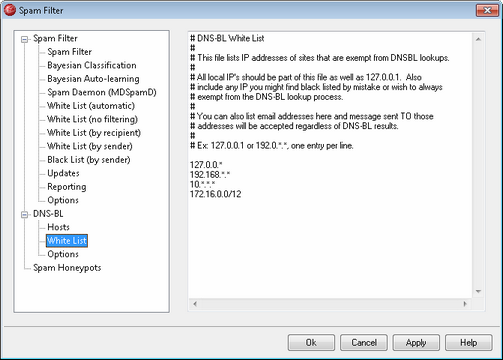 Spam Filter
Spam Filter
Spam Filter
Bayesian Classification
Bayesian Auto-learning
Spam Daemon (MDSpamD)
White List (automatic)
White List (no filtering)
White List (by recipient)
White List (by sender)
Black List (by sender)
Updates
Reporting
Options
DNS-BL
Hosts
White List
Options
Spam Honeypots
# DNS-BL White List
#
# This file lists IP addresses of sites that are exempt from DNSBL lookups.
#
# All local IP's should be part of this file as well as 127.0.0.1.  Also
# include any IP you might find black listed by mistake or wish to always
# exempt from the DNS-BL lookup process.
#
# You can also list email addresses here and message sent TO those
# addresses will be accepted regardless of DNS-BL results.
#
# Ex: 127.0.0.1 or 192.0.*.*, one entry per line.
127.0.0.*
192.168.*.*
10.*.*.*
172.16.0.0/12
Ok
Cancel
Apply
Help